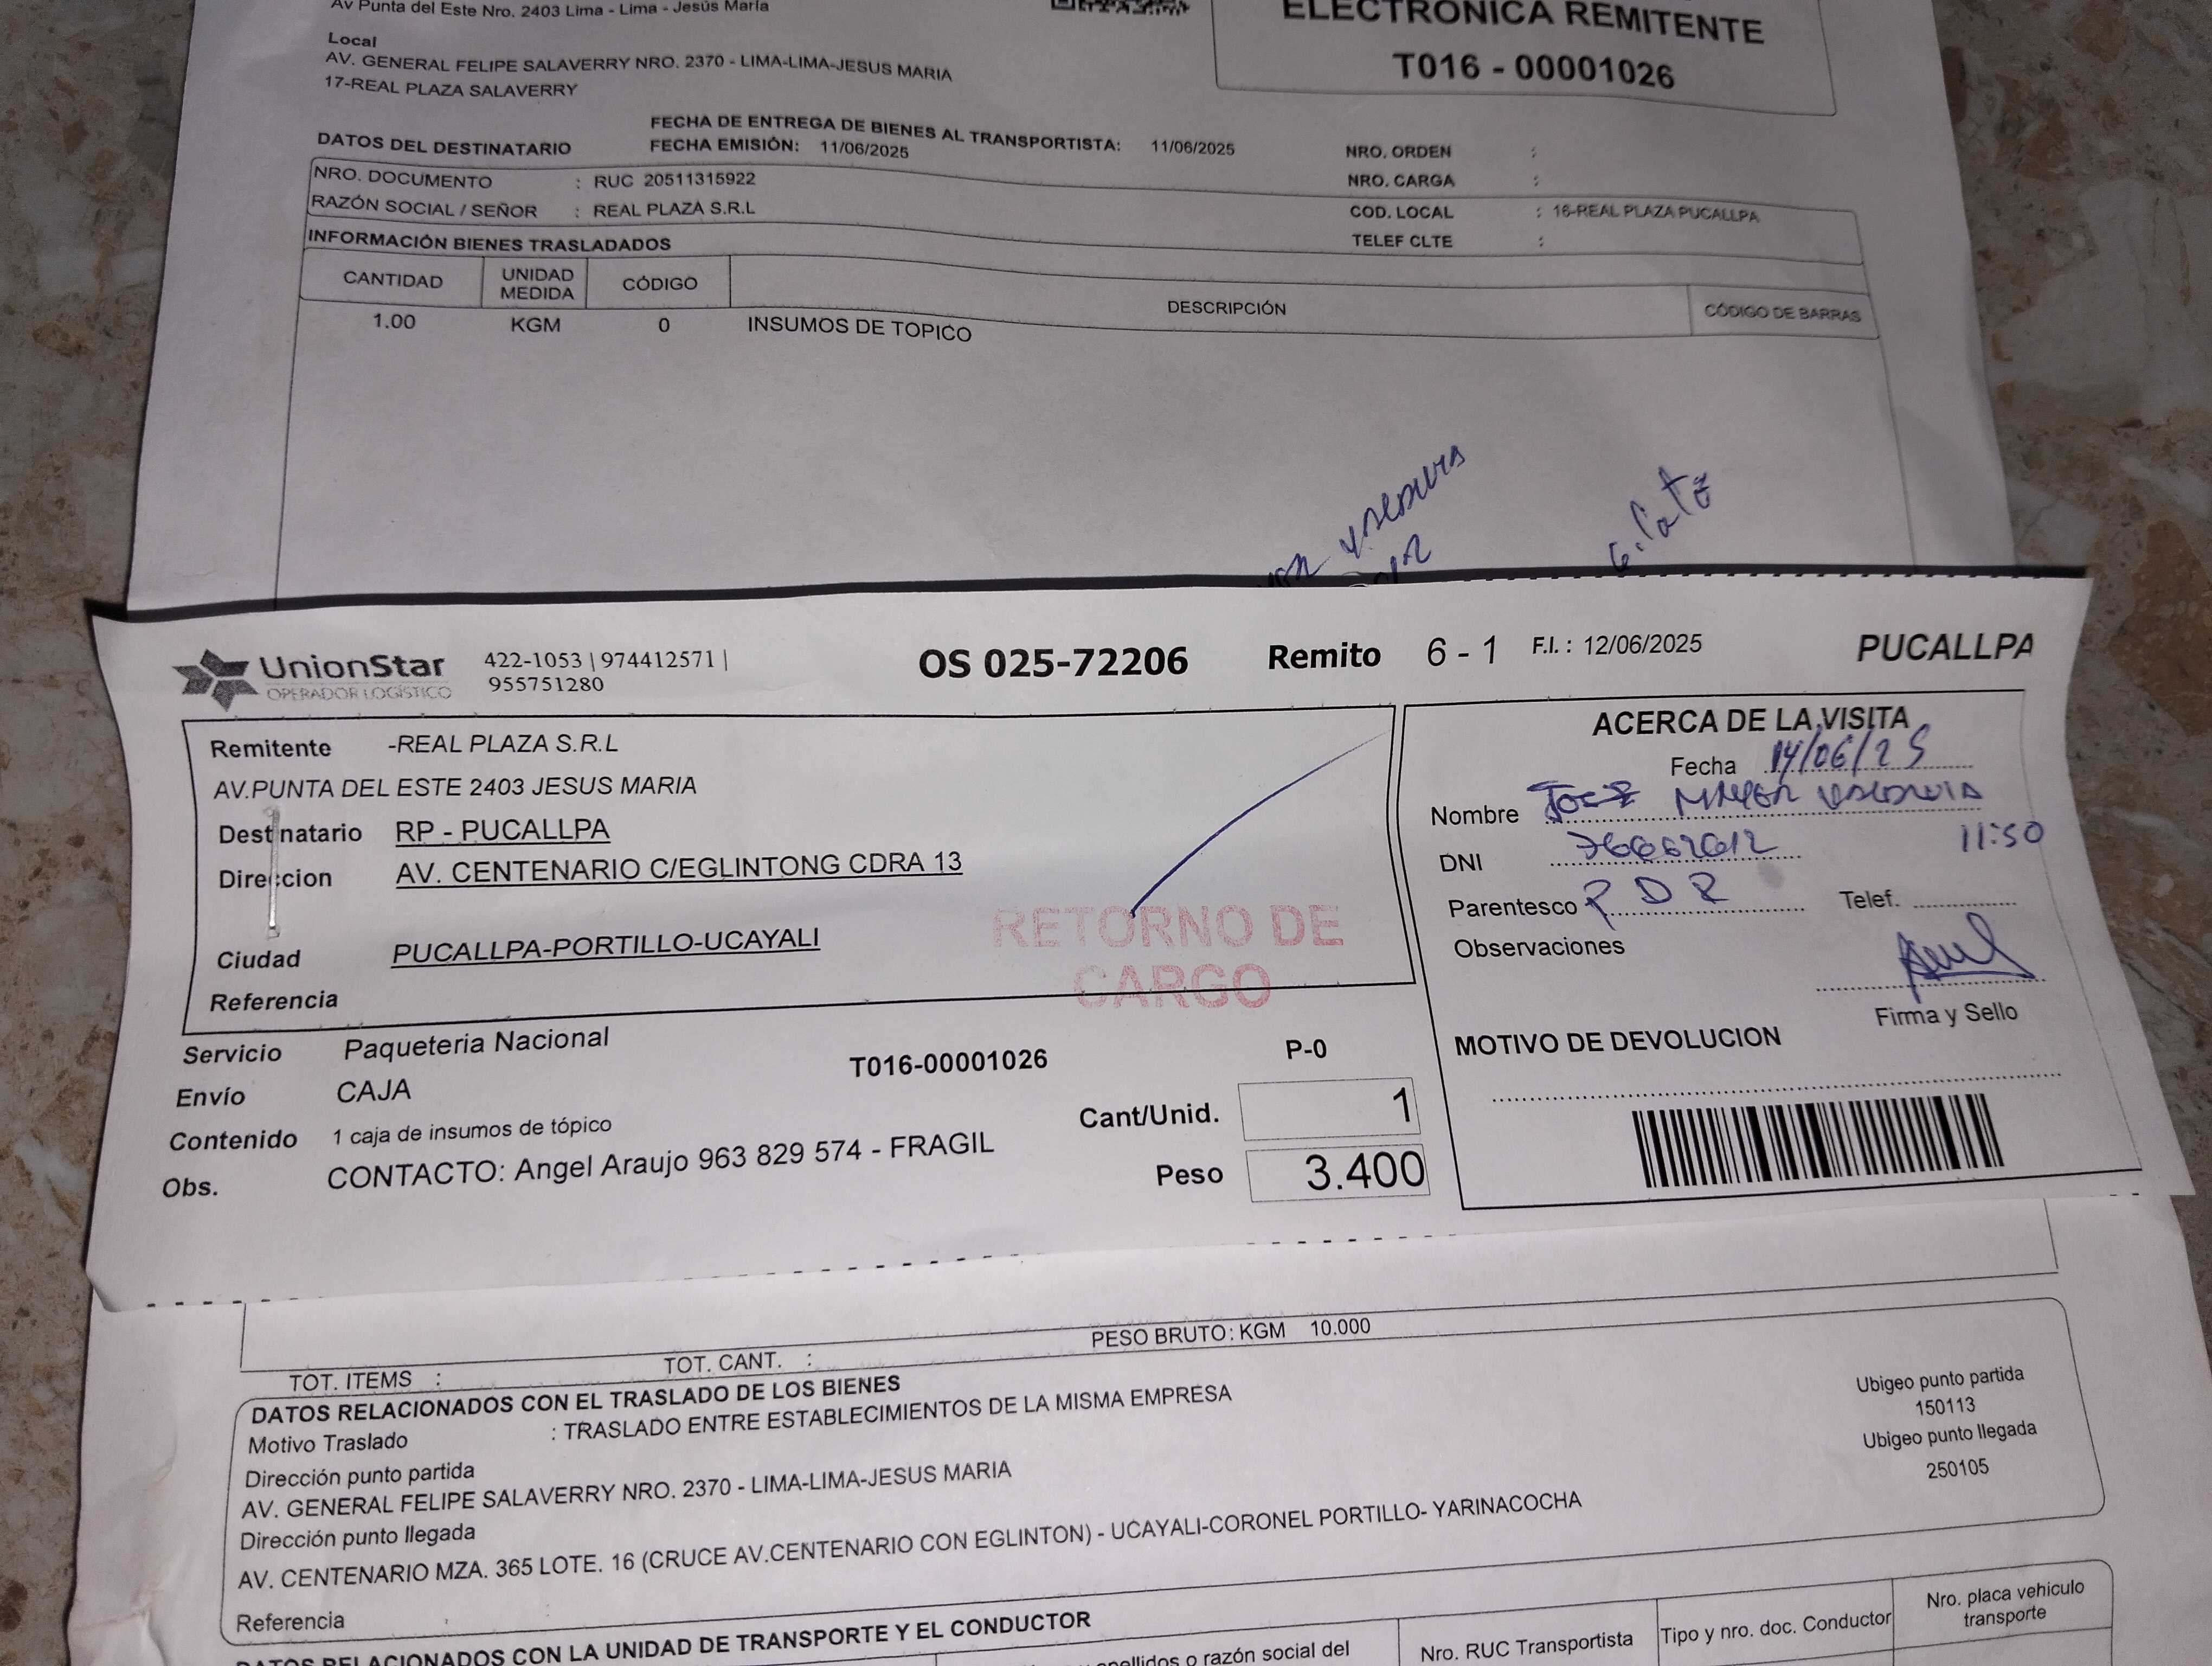 Av Punta del Este Nro. 2403 Lima - Lima - Jesús María
ELECTRÓNICA REMITENTE
T016 - 00001026
Local
AV. GENERAL FELIPE SALAVERRY NRO. 2370 - LIMA-LIMA-JESUS MARIA
17-REAL PLAZA SALAVERRY
FECHA DE ENTREGA DE BIENES AL TRANSPORTISTA: 11/06/2025
DATOS DEL DESTINATARIO FECHA EMISIÓN: 11/06/2025
NRO. ORDEN :
NRO. DOCUMENTO : RUC 20511315922
NRO. CARGA :
RAZÓN SOCIAL / SEÑOR : REAL PLAZA S.R.L
COD. LOCAL : 16-REAL PLAZA PUCALLPA
INFORMACIÓN BIENES TRASLADADOS
TELEF CLTE :
CANTIDAD UNIDAD MEDIDA CÓDIGO DESCRIPCIÓN CÓDIGO DE BARRAS
1.00 KGM 0 INSUMOS DE TOPICO
UnionStar
OPERADOR LOGÍSTICO
422-1053 | 974412571 |
955751280
OS 025-72206 Remito 6 - 1 F.I. : 12/06/2025 PUCALLPA
Remitente -REAL PLAZA S.R.L
AV.PUNTA DEL ESTE 2403 JESUS MARIA
Destinatario RP - PUCALLPA
Direccion AV. CENTENARIO C/EGLINTONG CDRA 13
Ciudad PUCALLPA-PORTILLO-UCAYALI
Referencia
RETORNO DE
CARGO
ACERCA DE LA VISITA
Fecha 14/06/25
Nombre
DNI 11:50
Parentesco P D R Telef.
Observaciones
Firma y Sello
MOTIVO DE DEVOLUCION
Servicio Paqueteria Nacional
T016-00001026 P-0
Envío CAJA
Cant/Unid. 1
Contenido 1 caja de insumos de tópico
Peso 3.400
Obs. CONTACTO: Angel Araujo 963 829 574 - FRAGIL
TOT. ITEMS : TOT. CANT. : PESO BRUTO: KGM 10.000
DATOS RELACIONADOS CON EL TRASLADO DE LOS BIENES
Motivo Traslado : TRASLADO ENTRE ESTABLECIMIENTOS DE LA MISMA EMPRESA
Ubigeo punto partida
150113
Dirección punto partida
AV. GENERAL FELIPE SALAVERRY NRO. 2370 - LIMA-LIMA-JESUS MARIA
Ubigeo punto llegada
250105
Dirección punto llegada
AV. CENTENARIO MZA. 365 LOTE. 16 (CRUCE AV.CENTENARIO CON EGLINTON) - UCAYALI-CORONEL PORTILLO- YARINACOCHA
Referencia :
DATOS RELACIONADOS CON LA UNIDAD DE TRANSPORTE Y EL CONDUCTOR
o razón social del
Nro. RUC Transportista
Tipo y nro. doc. Conductor
Nro. placa vehiculo
transporte